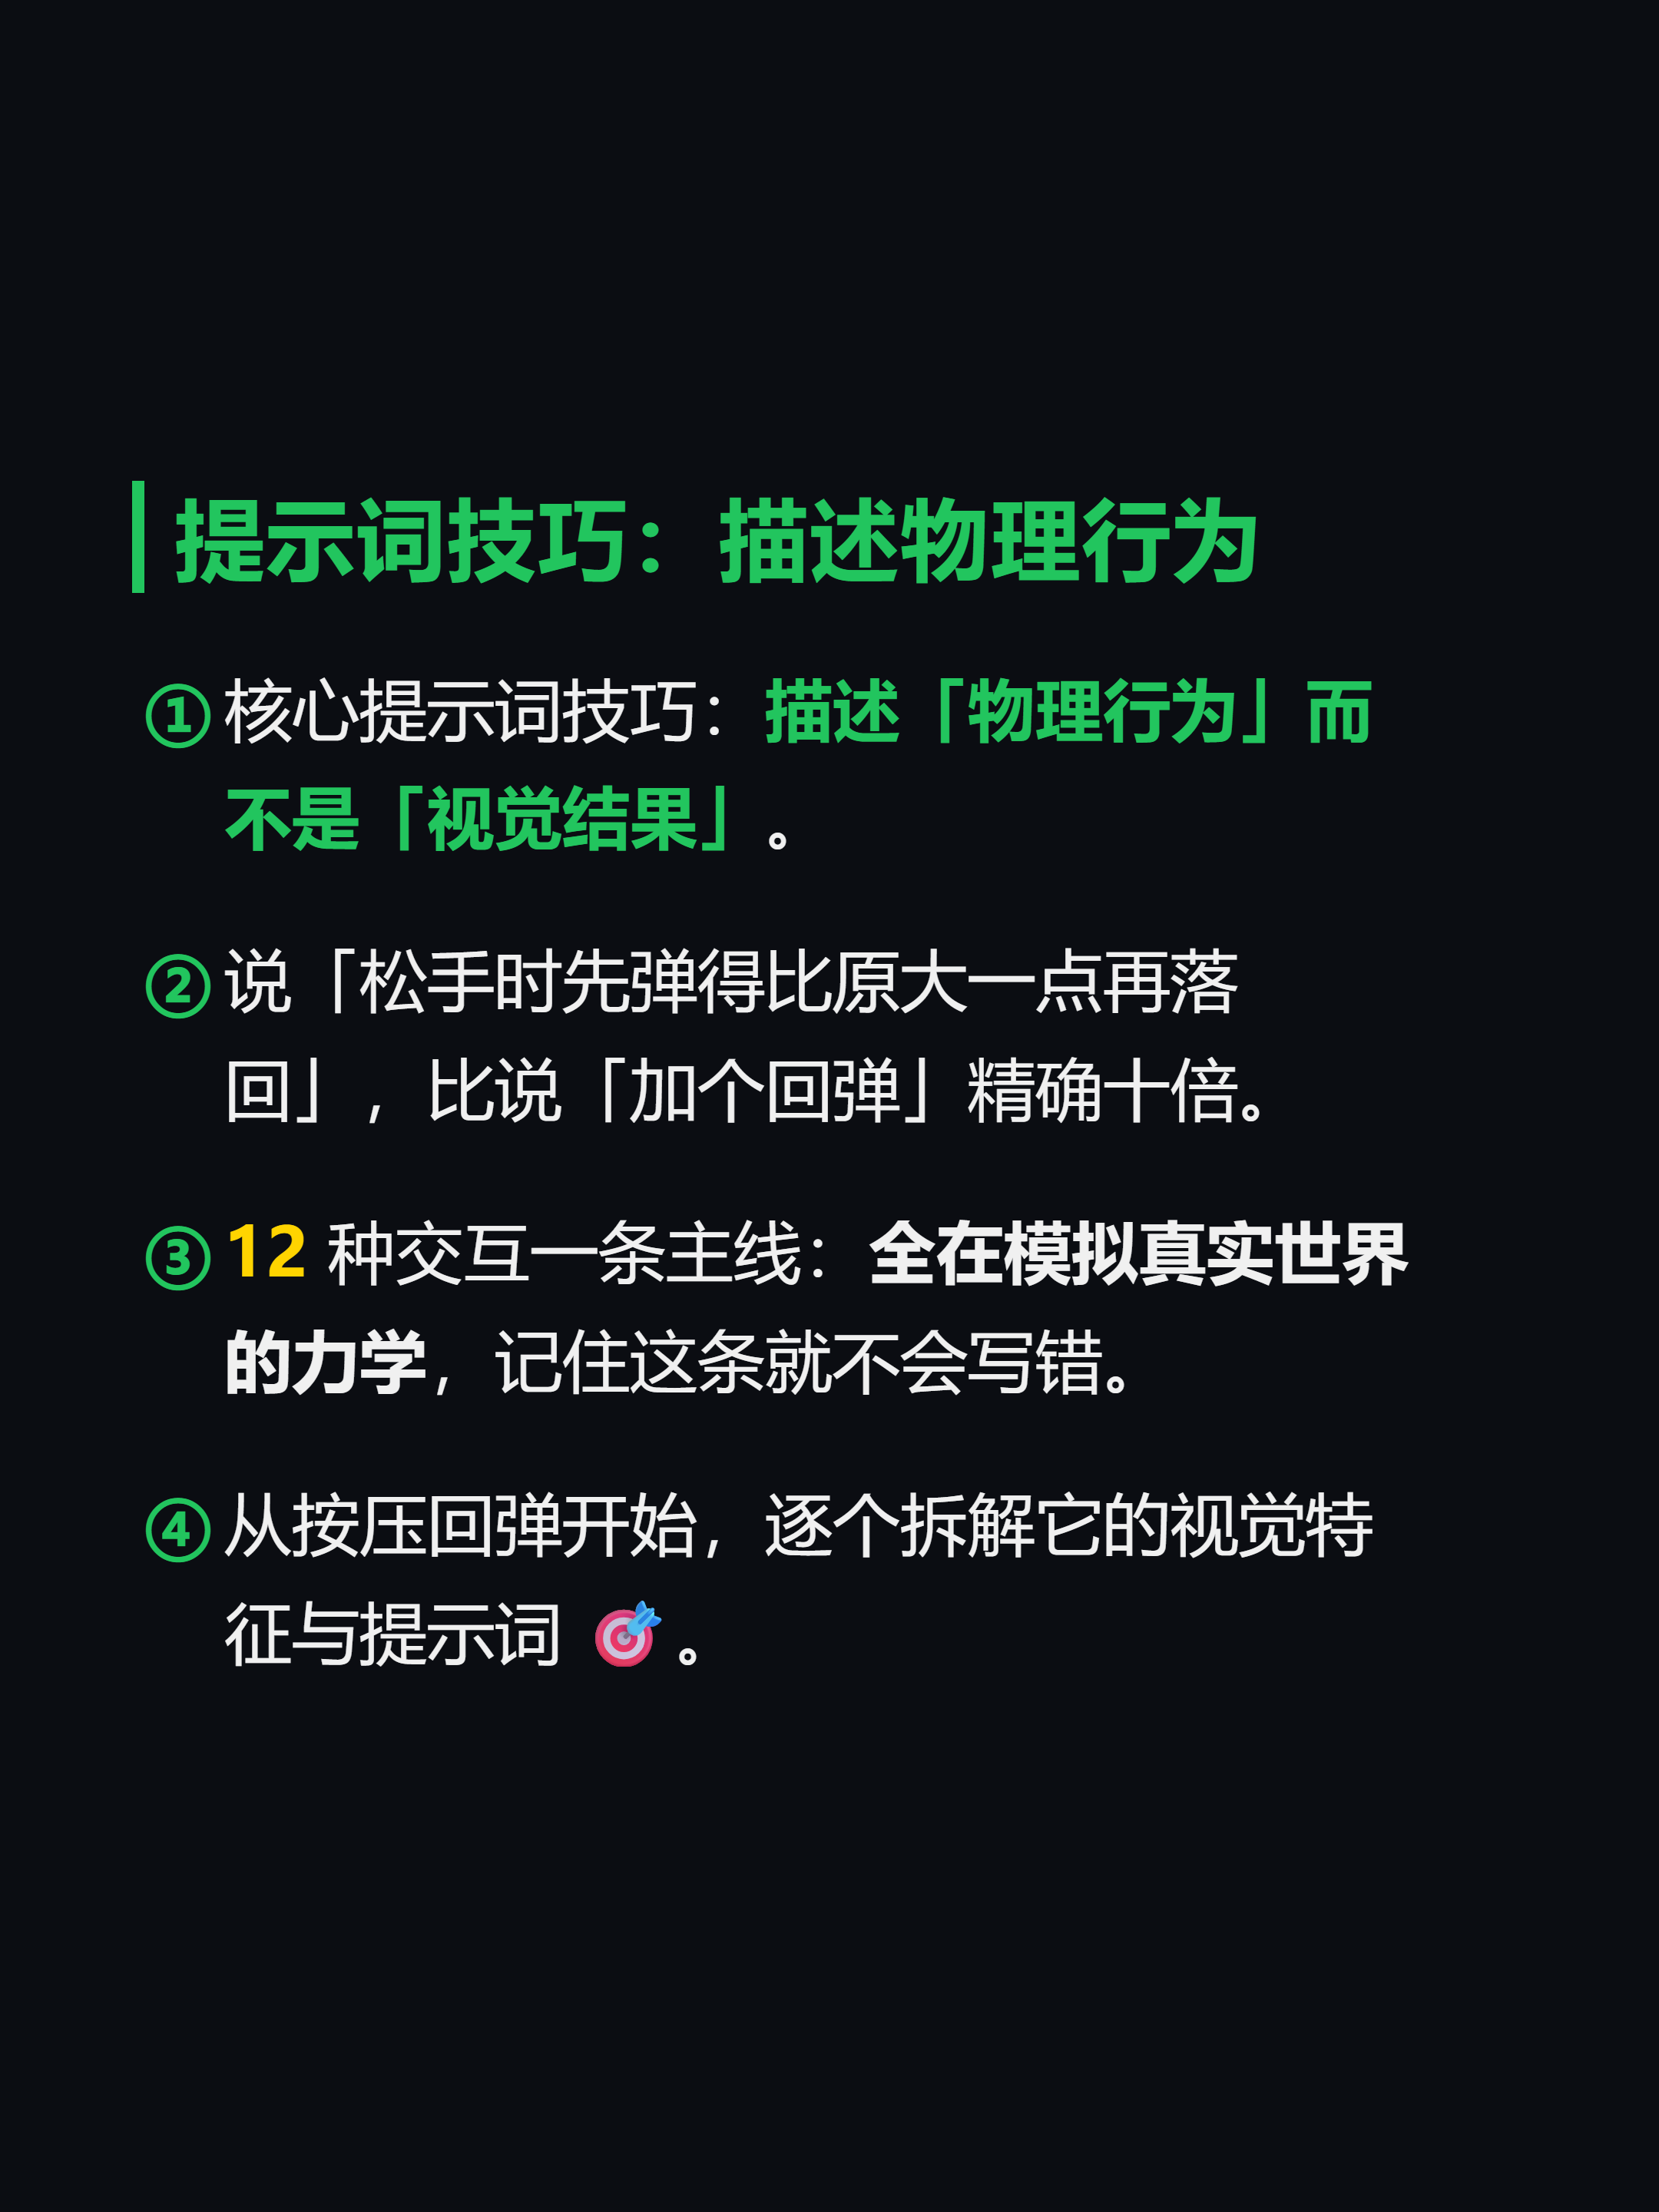 提示词技巧：描述物理行为
① 核心提示词技巧：描述「物理行为」而
不是「视觉结果」。
② 说「松手时先弹得比原大一点再落
回」，比说「加个回弹」精确十倍。
③ 12 种交互一条主线：全在模拟真实世界
的力学，记住这条就不会写错。
④ 从按压回弹开始，逐个拆解它的视觉特
征与提示词 🎯。